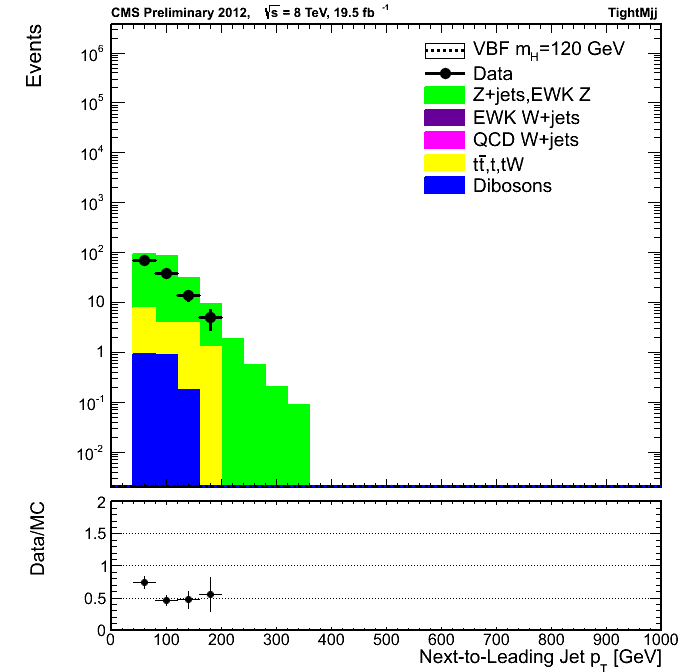 CMS Preliminary 2012, √s = 8 TeV, 19.5 fb⁻¹ TightMjj
Events
VBF m_H=120 GeV
Data
Z+jets,EWK Z
EWK W+jets
QCD W+jets
tt̄,t,tW
Dibosons
10⁶
10⁵
10⁴
10³
10²
10
1
10⁻¹
10⁻²
Data/MC
2
1.5
1
0.5
0
0 100 200 300 400 500 600 700 800 900 1000
Next-to-Leading Jet p_T [GeV]